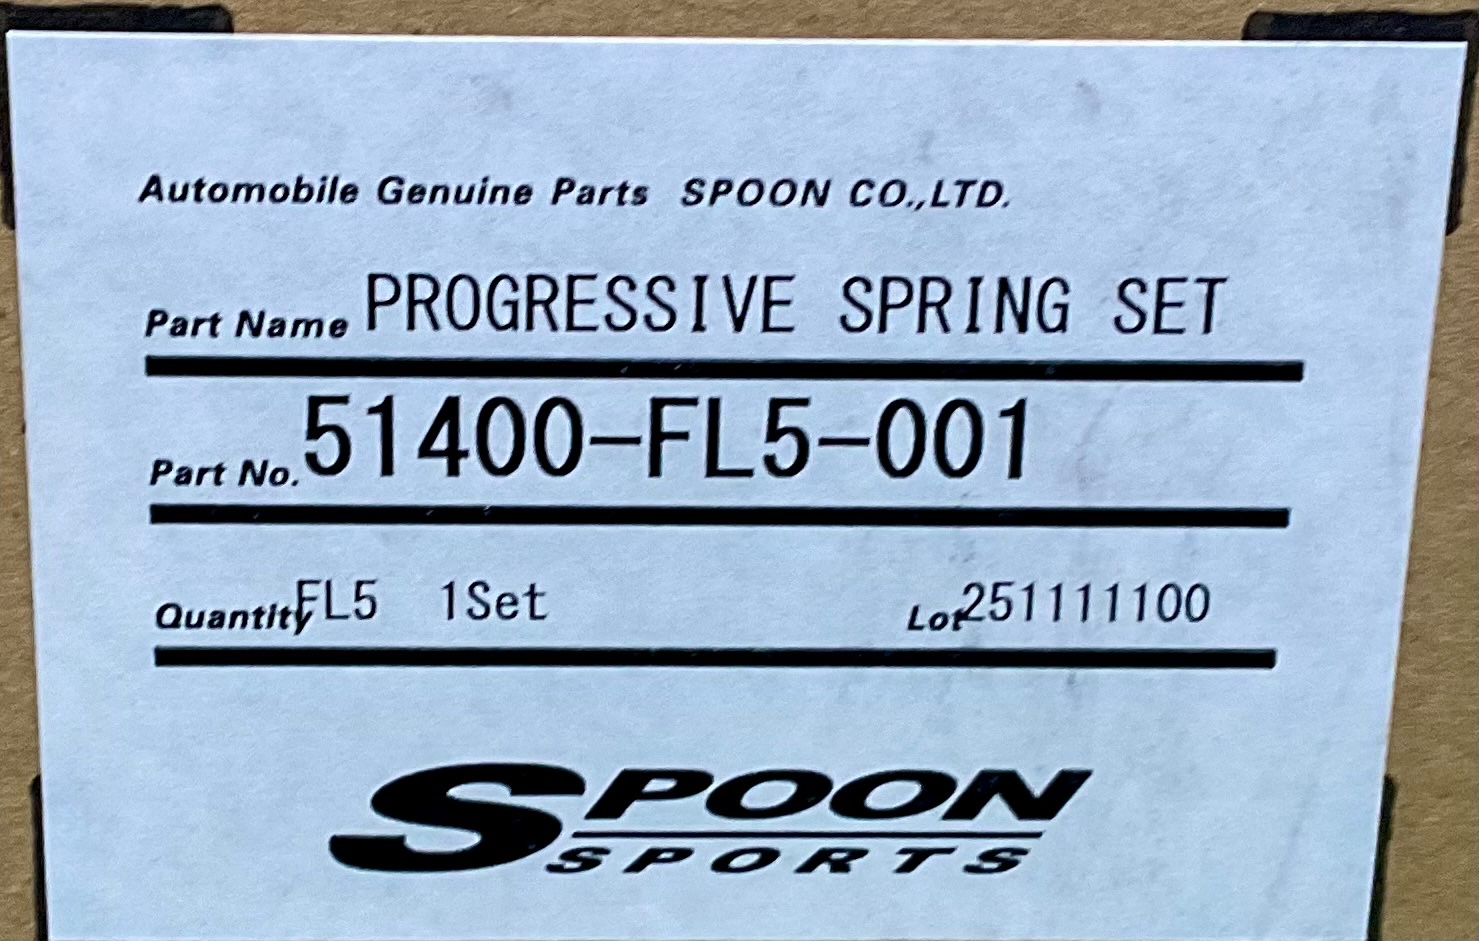 Automobile Genuine Parts SPOON CO.,LTD.
Part Name PROGRESSIVE SPRING SET
Part No. 51400-FL5-001
Quantity FL5 1Set Lot 251111100
SPOON
SPORTS